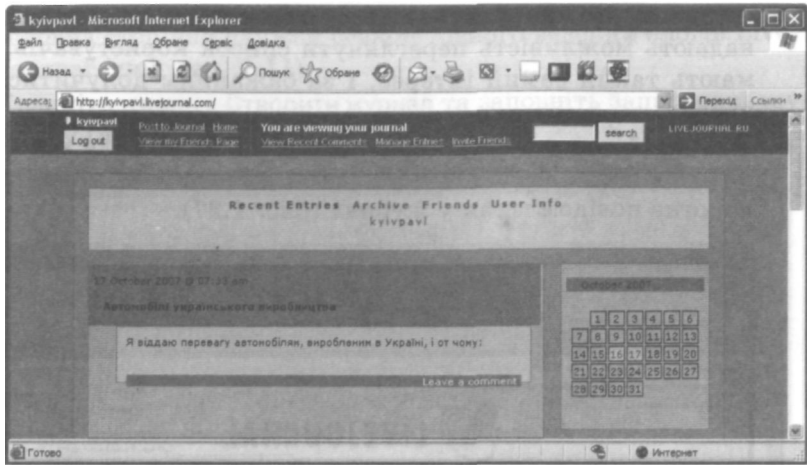 kyivpavl - Microsoft Internet Explorer
Файл Правка Вигляд Обране Сервіс Довідка
Назад Пошук Обране
Адреса: http://kyivpavl.livejournal.com/ Перехід Ссылки »
kyivpavl Post to Journal Home You are viewing your journal search LIVEJOURNAL.RU
Log out View my Friends Page View Recent Comments Manage Entries Invite Friends
Recent Entries Archive Friends User Info
kyivpavl
17 October 2007 @ 07:33 am October 2007
Автомобілі українського виробництва
1 2 3 4 5 6
Я віддаю перевагу автомобілям, виробленим в Україні, і от чому:
7 8 9 10 11 12 13
14 15 16 17 18 19 20
21 22 23 24 25 26 27
Leave a comment
28 29 30 31
Готово Интернет